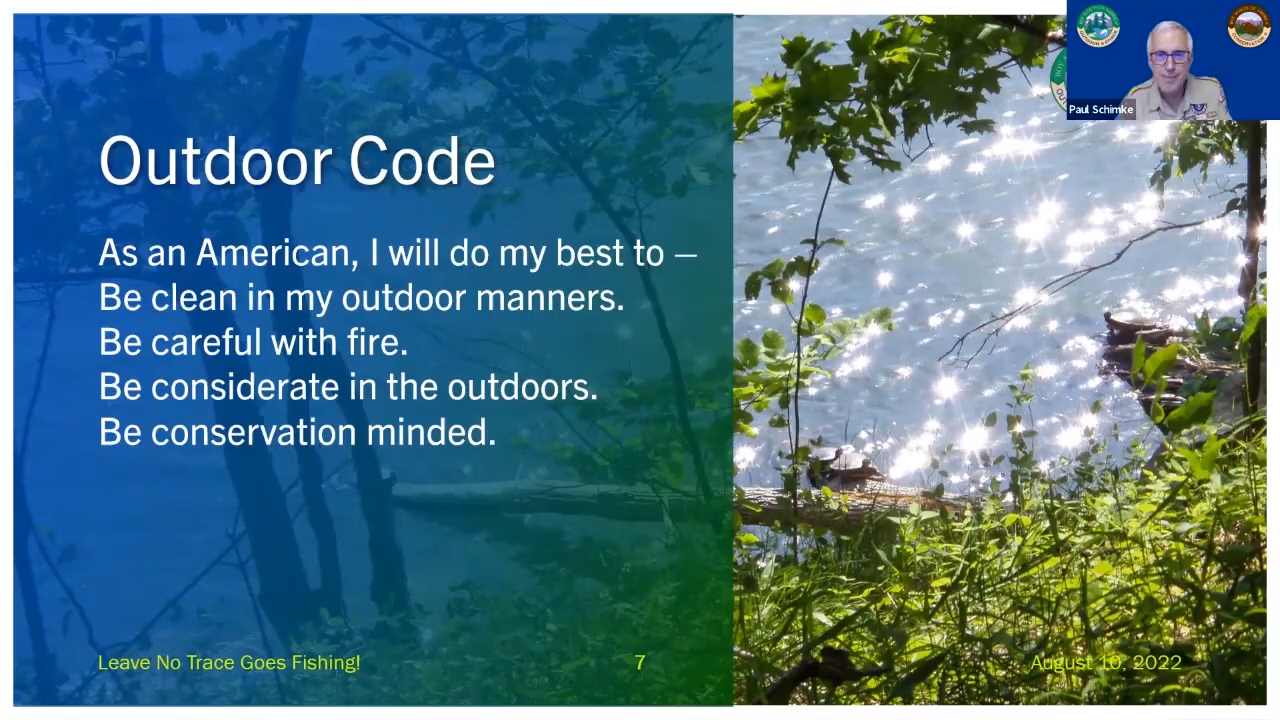 Outdoor Code
As an American, I will do my best to –
Be clean in my outdoor manners.
Be careful with fire.
Be considerate in the outdoors.
Be conservation minded.
Leave No Trace Goes Fishing!
7
August 10, 2022
Paul Schimke